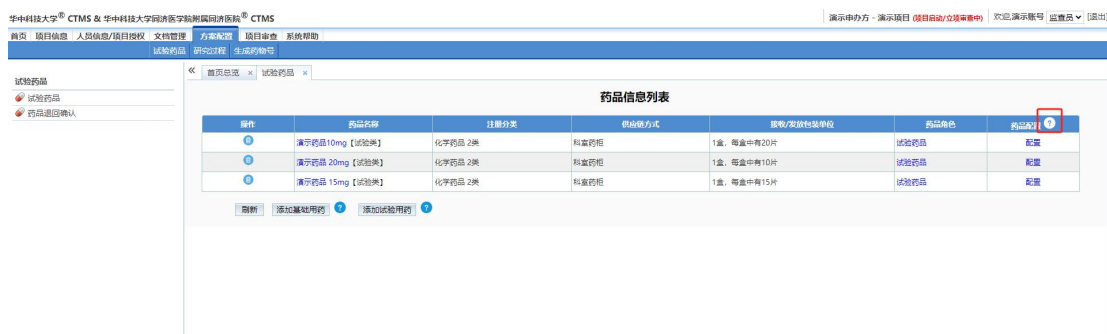 华中科技大学® CTMS & 华中科技大学同济医学院附属同济医院® CTMS 演示申办方 - 演示项目 (项目启动/立项审查中) 欢迎,演示账号 监查员 [退出]
首页 项目信息 人员信息/项目授权 文档管理 方案配置 项目审查 系统帮助
试验药品 研究过程 生成药物号
试验药品
试验药品
药品退回确认
« 首页总览 × 试验药品 ×
药品信息列表
操作 药品名称 注册分类 供应链方式 接收/发放包装单位 药品角色 药品配置 ?
演示药品10mg【试验类】 化学药品 2类 科室药柜 1盒, 每盒中有20片 试验药品 配置
演示药品 20mg【试验类】 化学药品 2类 科室药柜 1盒, 每盒中有10片 试验药品 配置
演示药品 15mg【试验类】 化学药品 2类 科室药柜 1盒, 每盒中有15片 试验药品 配置
刷新 添加基础用药 ? 添加试验用药 ?